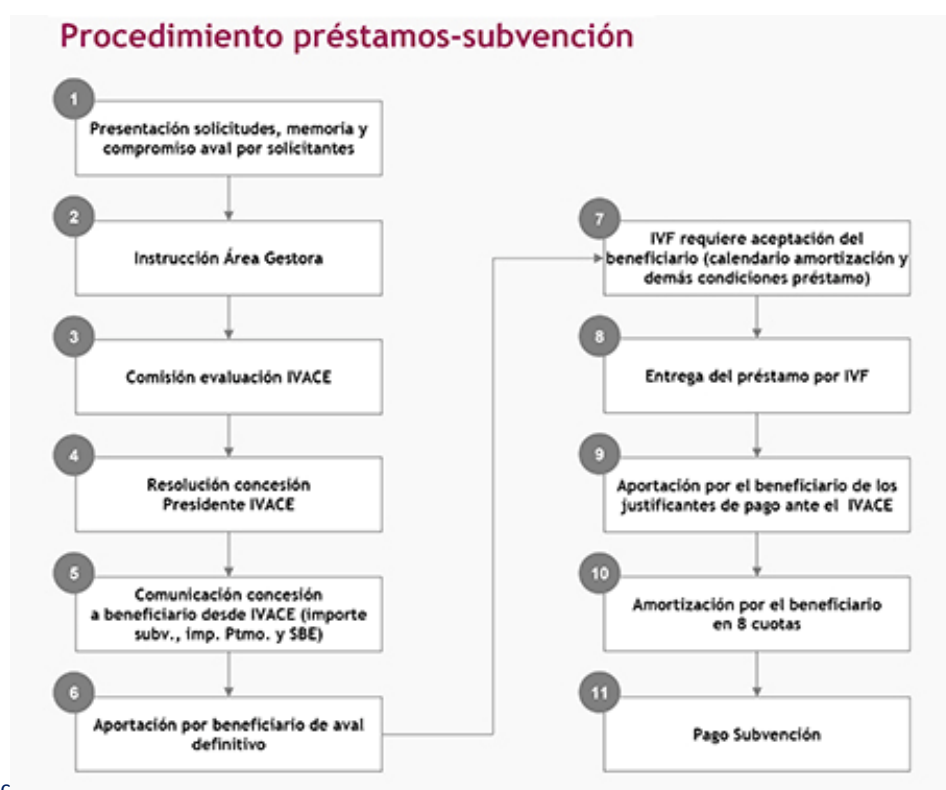 Procedimiento préstamos-subvención
1
Presentación solicitudes, memoria y
compromiso aval por solicitantes
2
Instrucción Área Gestora
3
Comisión evaluación IVACE
4
Resolución concesión
Presidente IVACE
5
Comunicación concesión
a beneficiario desde IVACE (importe
subv., imp. Ptmo. y SBE)
6
Aportación por beneficiario de aval
definitivo
7
IVF requiere aceptación del
beneficiario (calendario amortización y
demás condiciones préstamo)
8
Entrega del préstamo por IVF
9
Aportación por el beneficiario de los
justificantes de pago ante el IVACE
10
Amortización por el beneficiario
en 8 cuotas
11
Pago Subvención